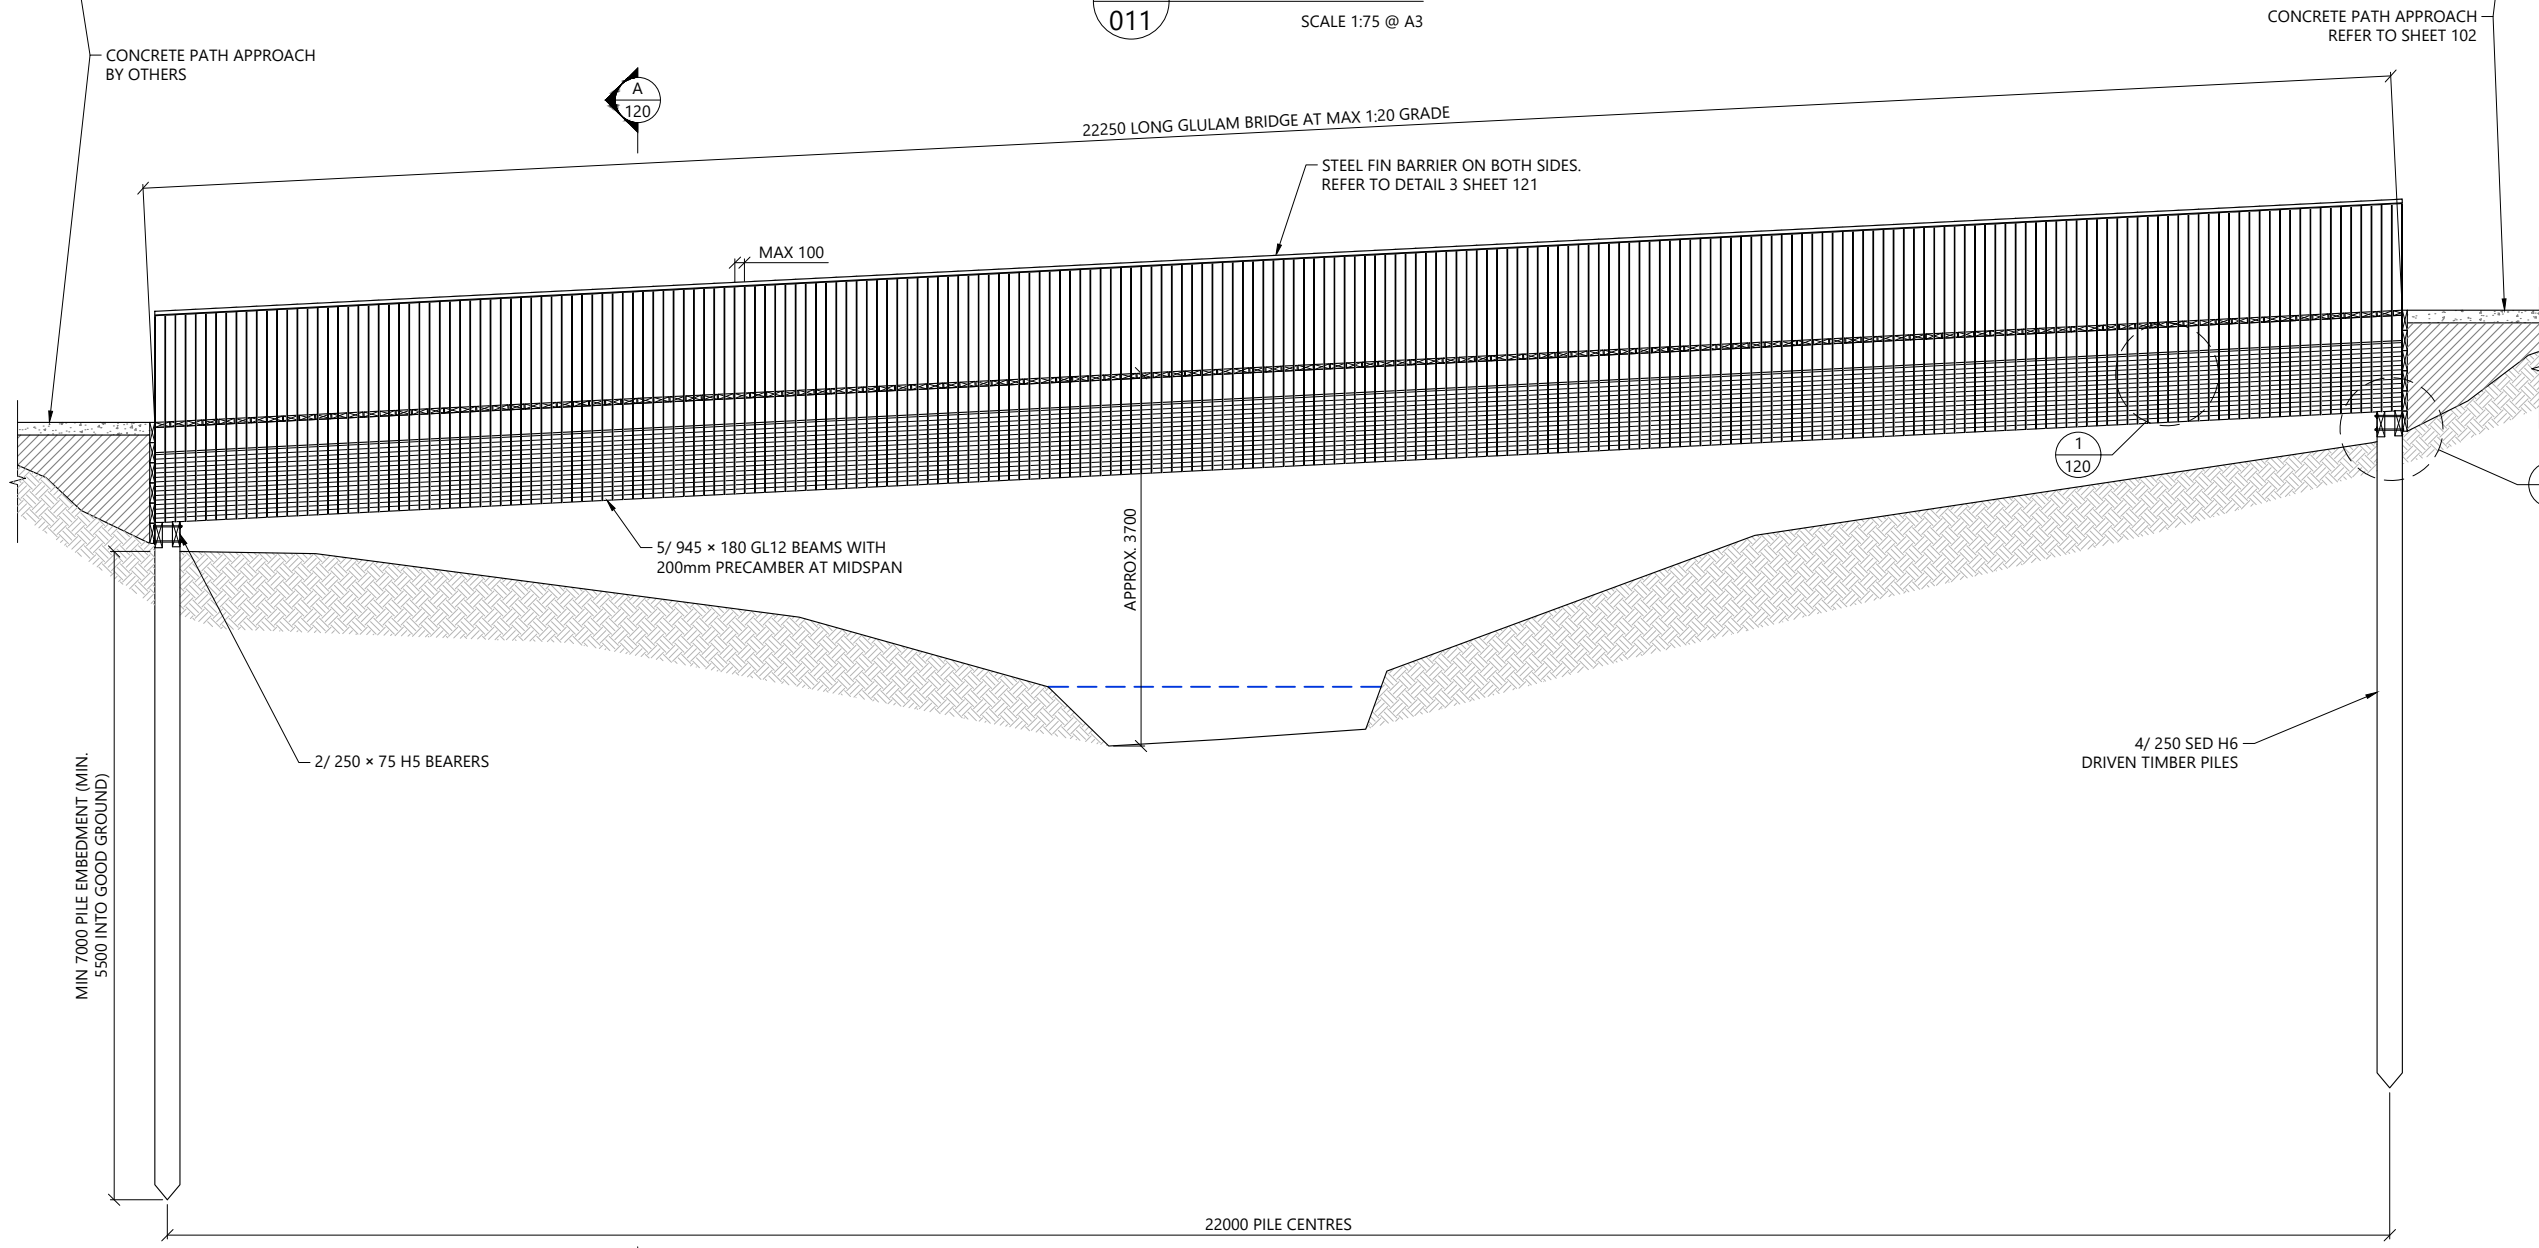 011
SCALE 1:75 @ A3
CONCRETE PATH APPROACH
REFER TO SHEET 102
CONCRETE PATH APPROACH
BY OTHERS
A
120
22250 LONG GLULAM BRIDGE AT MAX 1:20 GRADE
STEEL FIN BARRIER ON BOTH SIDES.
REFER TO DETAIL 3 SHEET 121
MAX 100
1
120
5/ 945 × 180 GL12 BEAMS WITH
200mm PRECAMBER AT MIDSPAN
APPROX. 3700
2/ 250 × 75 H5 BEARERS
4/ 250 SED H6
DRIVEN TIMBER PILES
MIN 7000 PILE EMBEDMENT (MIN.
5500 INTO GOOD GROUND)
22000 PILE CENTRES